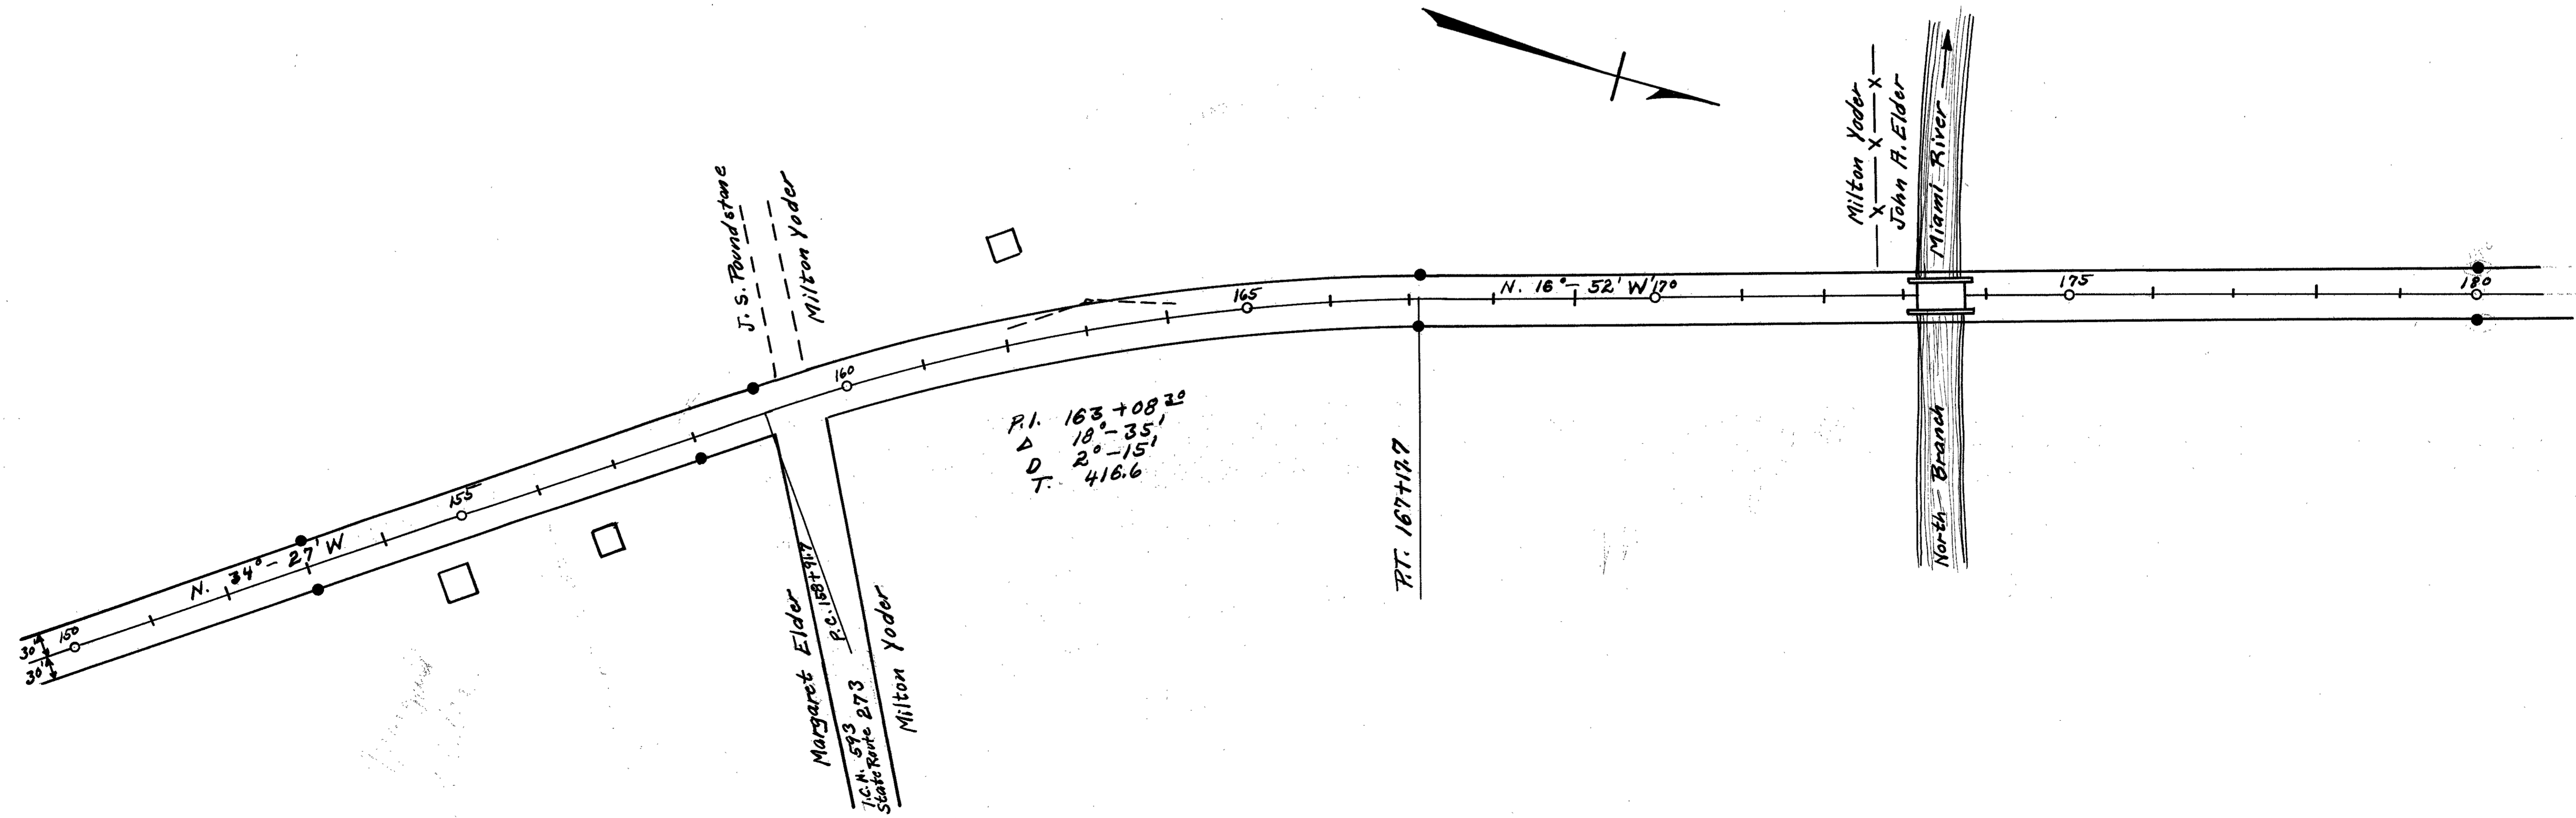 30'
30'
150
N. 34°- 27' W
155
J. S. Poundstone
Milton Yoder
160
P.C. 158+91.7
Margaret Elder
I.C.H. 593
State Route 273
Milton Yoder
P.I. 163 +08 30
Δ 18°-35'
D 2°-15'
T. 416.6
165
P.T. 167+17.7
N. 16°- 52' W
170
Milton Yoder
X X X X
John A. Elder
Miami River
North Branch
175
180